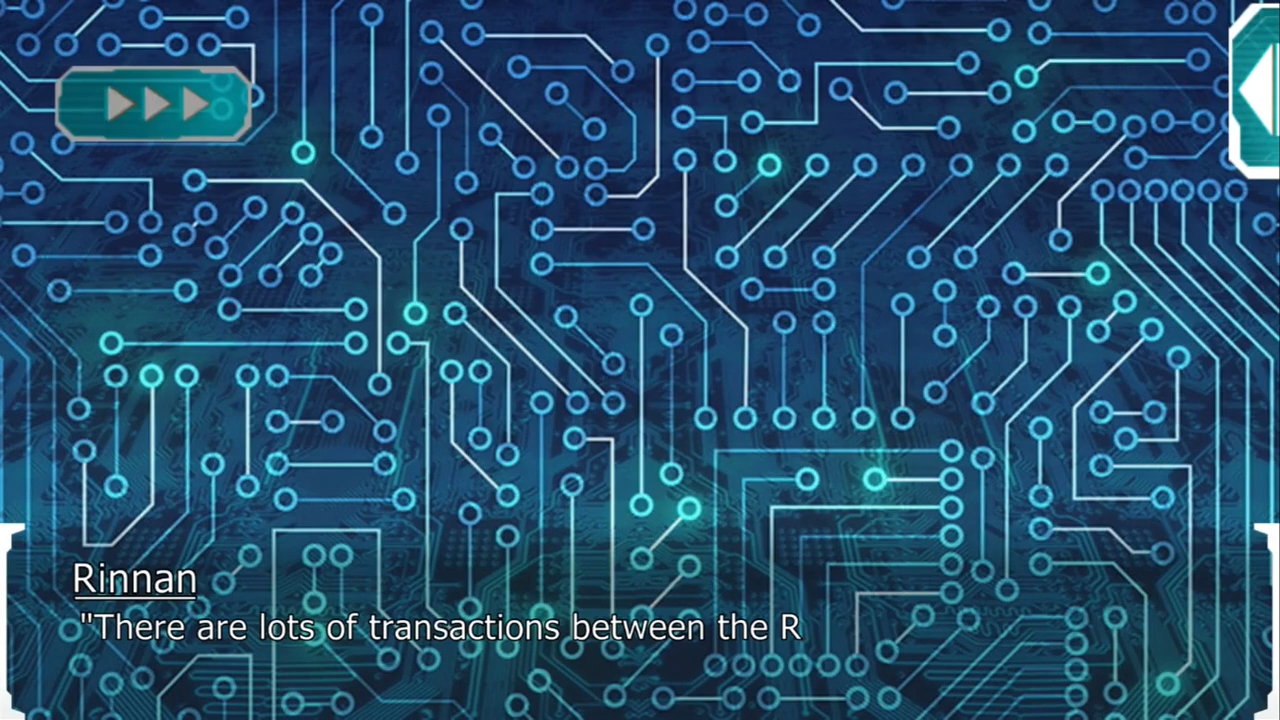 Rinnan
"There are lots of transactions between the R